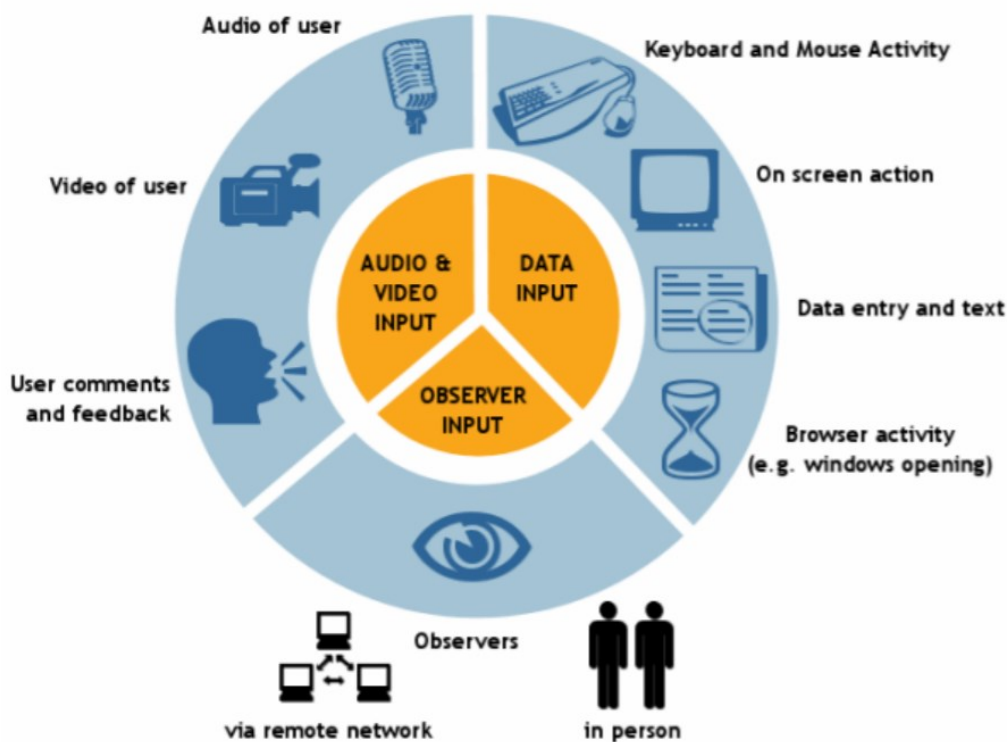 Audio of user
Keyboard and Mouse Activity
Video of user
On screen action
AUDIO &
VIDEO
INPUT
DATA
INPUT
Data entry and text
User comments
and feedback
OBSERVER
INPUT
Browser activity
(e.g. windows opening)
Observers
via remote network
in person